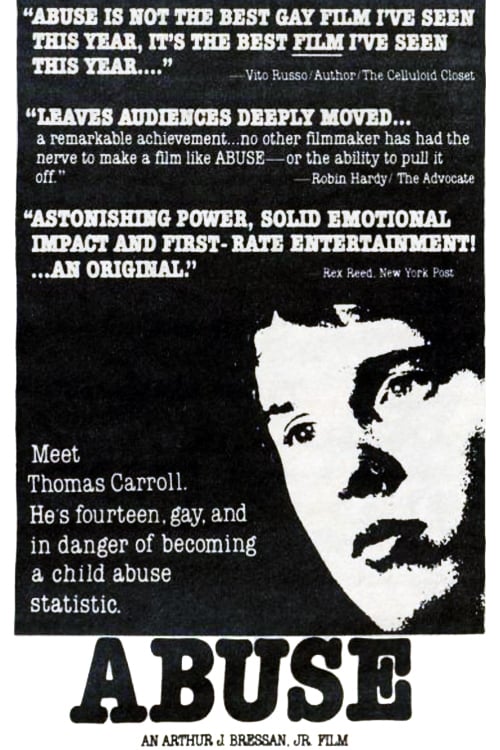 “ABUSE IS NOT THE BEST GAY FILM I’VE SEEN
THIS YEAR, IT’S THE BEST FILM I’VE SEEN
THIS YEAR....”
—Vito Russo/Author/The Celluloid Closet
“LEAVES AUDIENCES DEEPLY MOVED...
a remarkable achievement...no other filmmaker has had the
nerve to make a film like ABUSE—or the ability to pull it
off.”
—Robin Hardy/ The Advocate
“ASTONISHING POWER, SOLID EMOTIONAL
IMPACT AND FIRST-RATE ENTERTAINMENT!
...AN ORIGINAL.”
Rex Reed, New York Post
Meet
Thomas Carroll.
He's fourteen, gay, and
in danger of becoming
a child abuse
statistic.
ABUSE
AN ARTHUR J. BRESSAN, JR. FILM